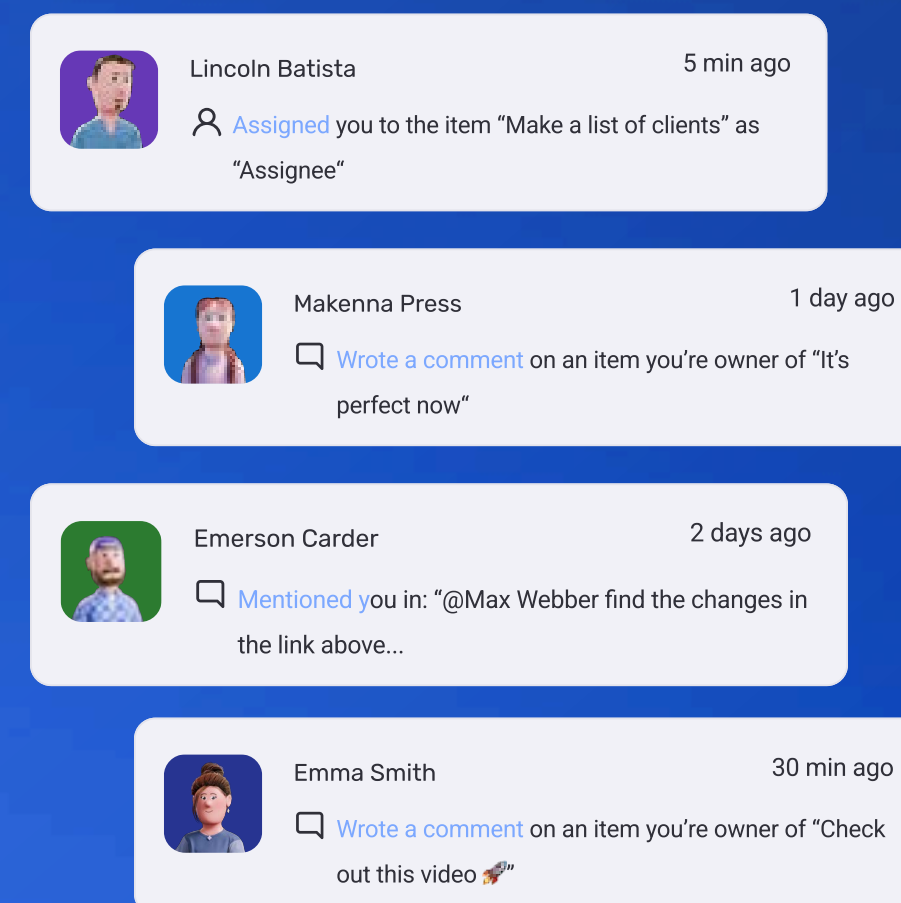 Lincoln Batista
5 min ago
Assigned you to the item “Make a list of clients” as
“Assignee“
Makenna Press
1 day ago
Wrote a comment on an item you’re owner of “It’s
perfect now“
Emerson Carder
2 days ago
Mentioned you in: “@Max Webber find the changes in
the link above...
Emma Smith
30 min ago
Wrote a comment on an item you’re owner of “Check
out this video 🚀”